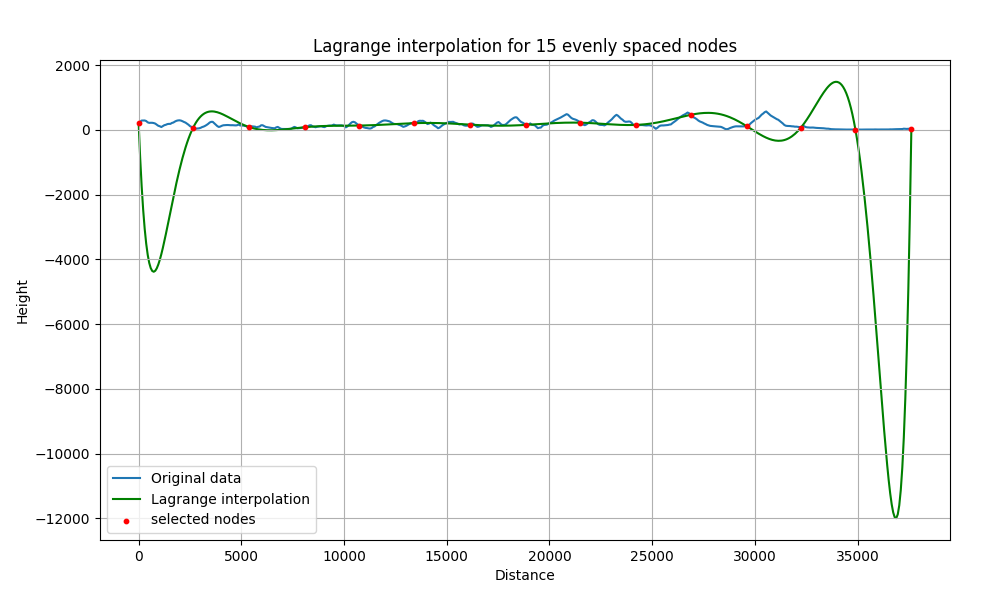 Lagrange interpolation for 15 evenly spaced nodes
2000
0
−2000
−4000
−6000
−8000
−10000
−12000
Height
Original data
Lagrange interpolation
selected nodes
0 5000 10000 15000 20000 25000 30000 35000
Distance